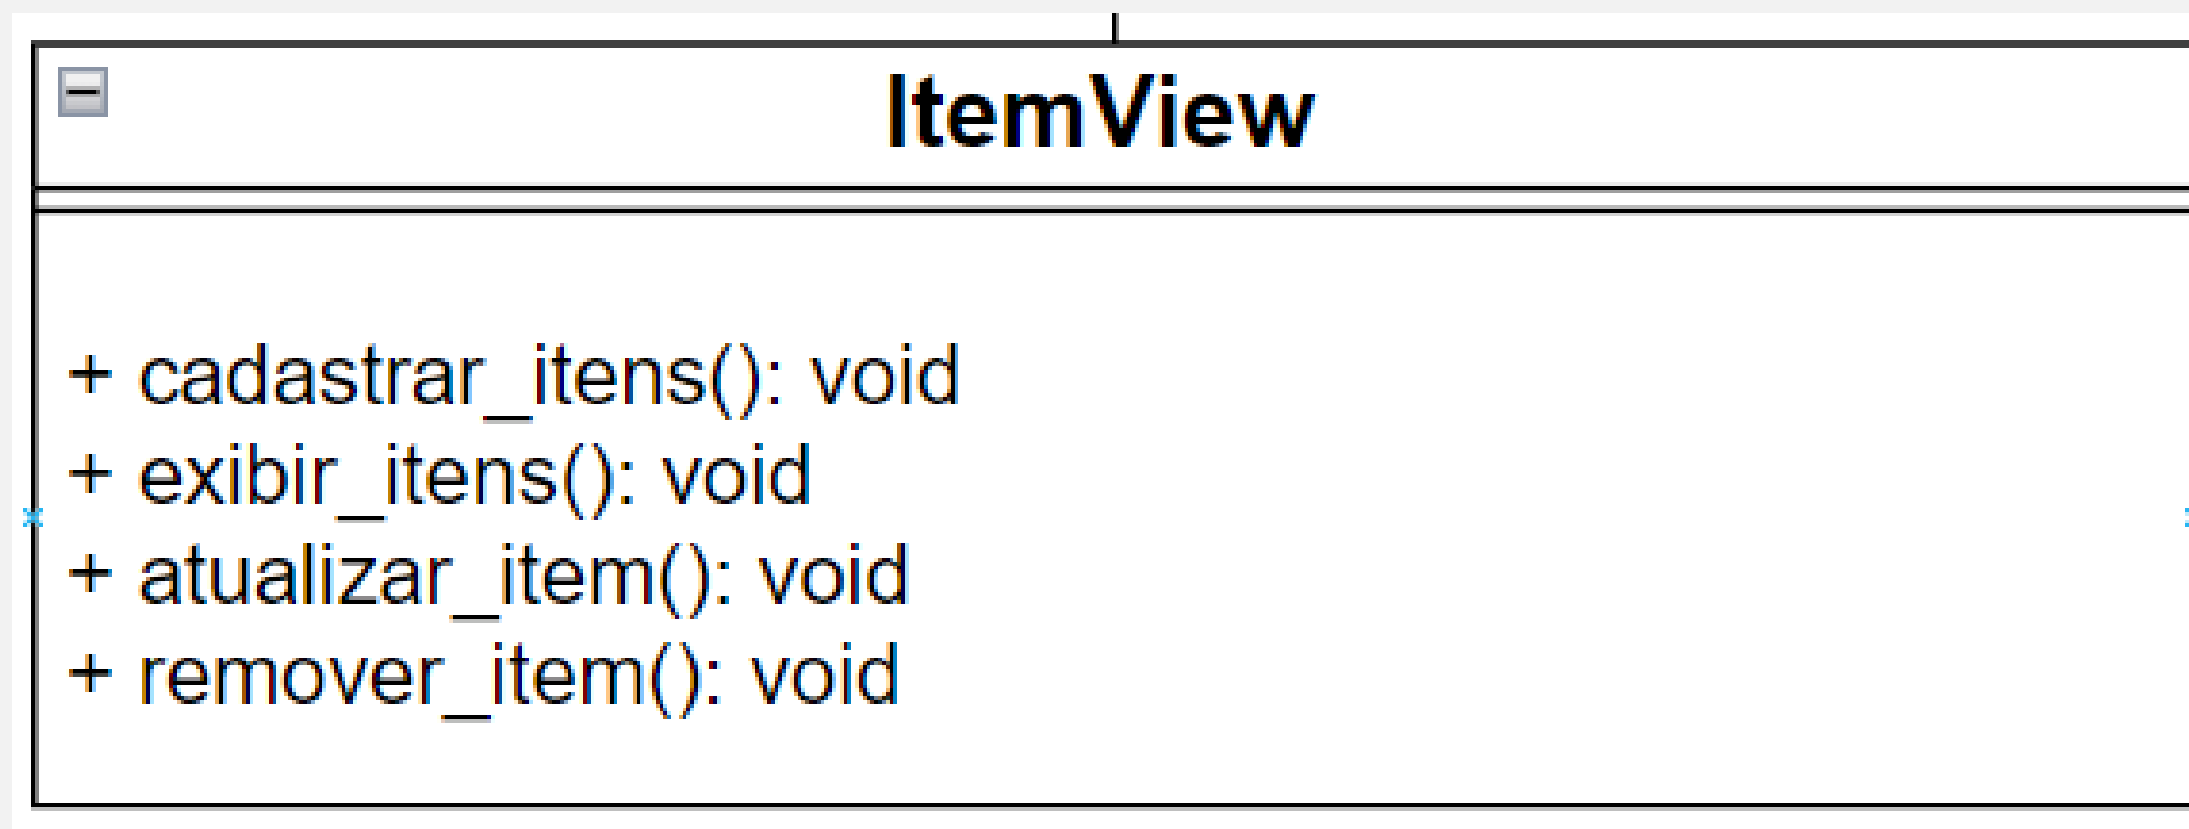 ItemView
+ cadastrar_itens(): void
+ exibir_itens(): void
+ atualizar_item(): void
+ remover_item(): void